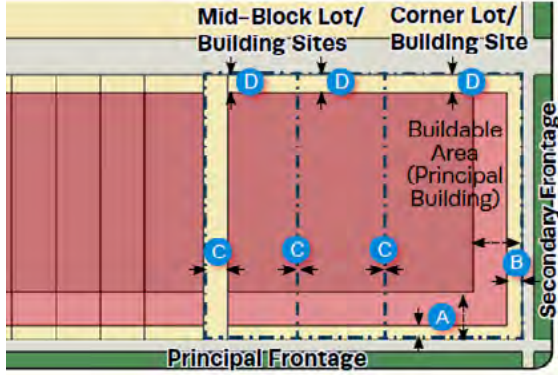 Mid-Block Lot/
Building Sites
Corner Lot/
Building Site
D
D
D
Buildable
Area
(Principal
Building)
C
C
C
B
A
Secondary Frontage
Principal Frontage